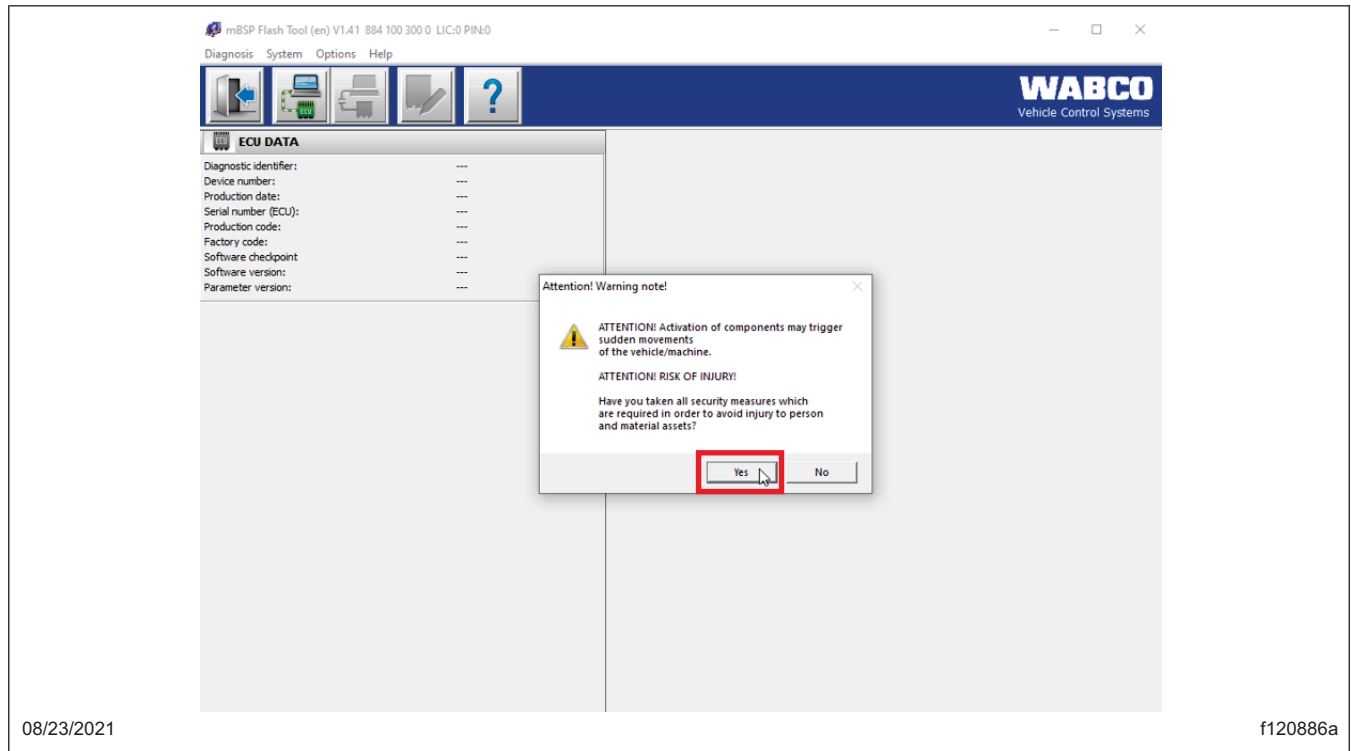 mBSP Flash Tool (en) V1.41 884 100 300 0 LIC:0 PIN:0
Diagnosis System Options Help
ECU
?
WABCO
Vehicle Control Systems
ECU DATA
Diagnostic identifier: ---
Device number: ---
Production date: ---
Serial number (ECU): ---
Production code: ---
Factory code: ---
Software checkpoint ---
Software version: ---
Parameter version: ---
Attention! Warning note!
ATTENTION! Activation of components may trigger
sudden movements
of the vehicle/machine.
ATTENTION! RISK OF INJURY!
Have you taken all security measures which
are required in order to avoid injury to person
and material assets?
Yes No
08/23/2021 f120886a